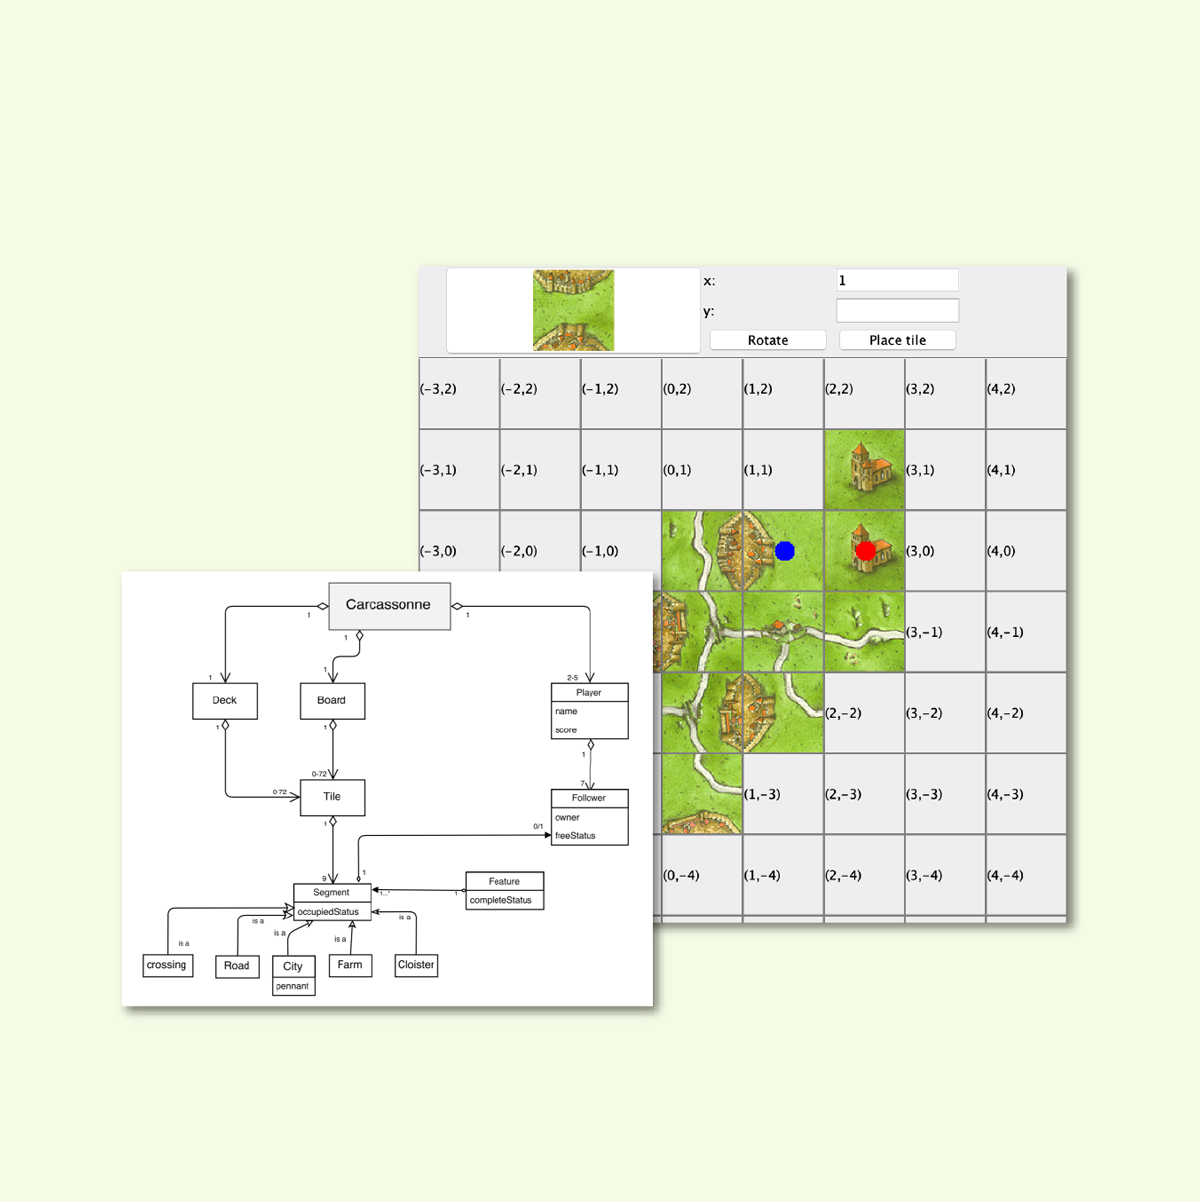 x:
1
y:
Rotate
Place tile
(-3,2)
(-2,2)
(-1,2)
(0,2)
(1,2)
(2,2)
(3,2)
(4,2)
(-3,1)
(-2,1)
(-1,1)
(0,1)
(1,1)
(3,1)
(4,1)
(-3,0)
(-2,0)
(-1,0)
(3,0)
(4,0)
(3,-1)
(4,-1)
(2,-2)
(3,-2)
(4,-2)
(1,-3)
(2,-3)
(3,-3)
(4,-3)
(0,-4)
(1,-4)
(2,-4)
(3,-4)
(4,-4)
Carcassonne
1
1
1
1
1
2-5
Deck
Board
Player
name
score
1
1
1
0-72
7
0-72
Tile
Follower
owner
freeStatus
1
0/1
9
1
Segment
occupiedStatus
1
Feature
completeStatus
is a
is a
is a
is a
is a
crossing
Road
City
pennant
Farm
Cloister